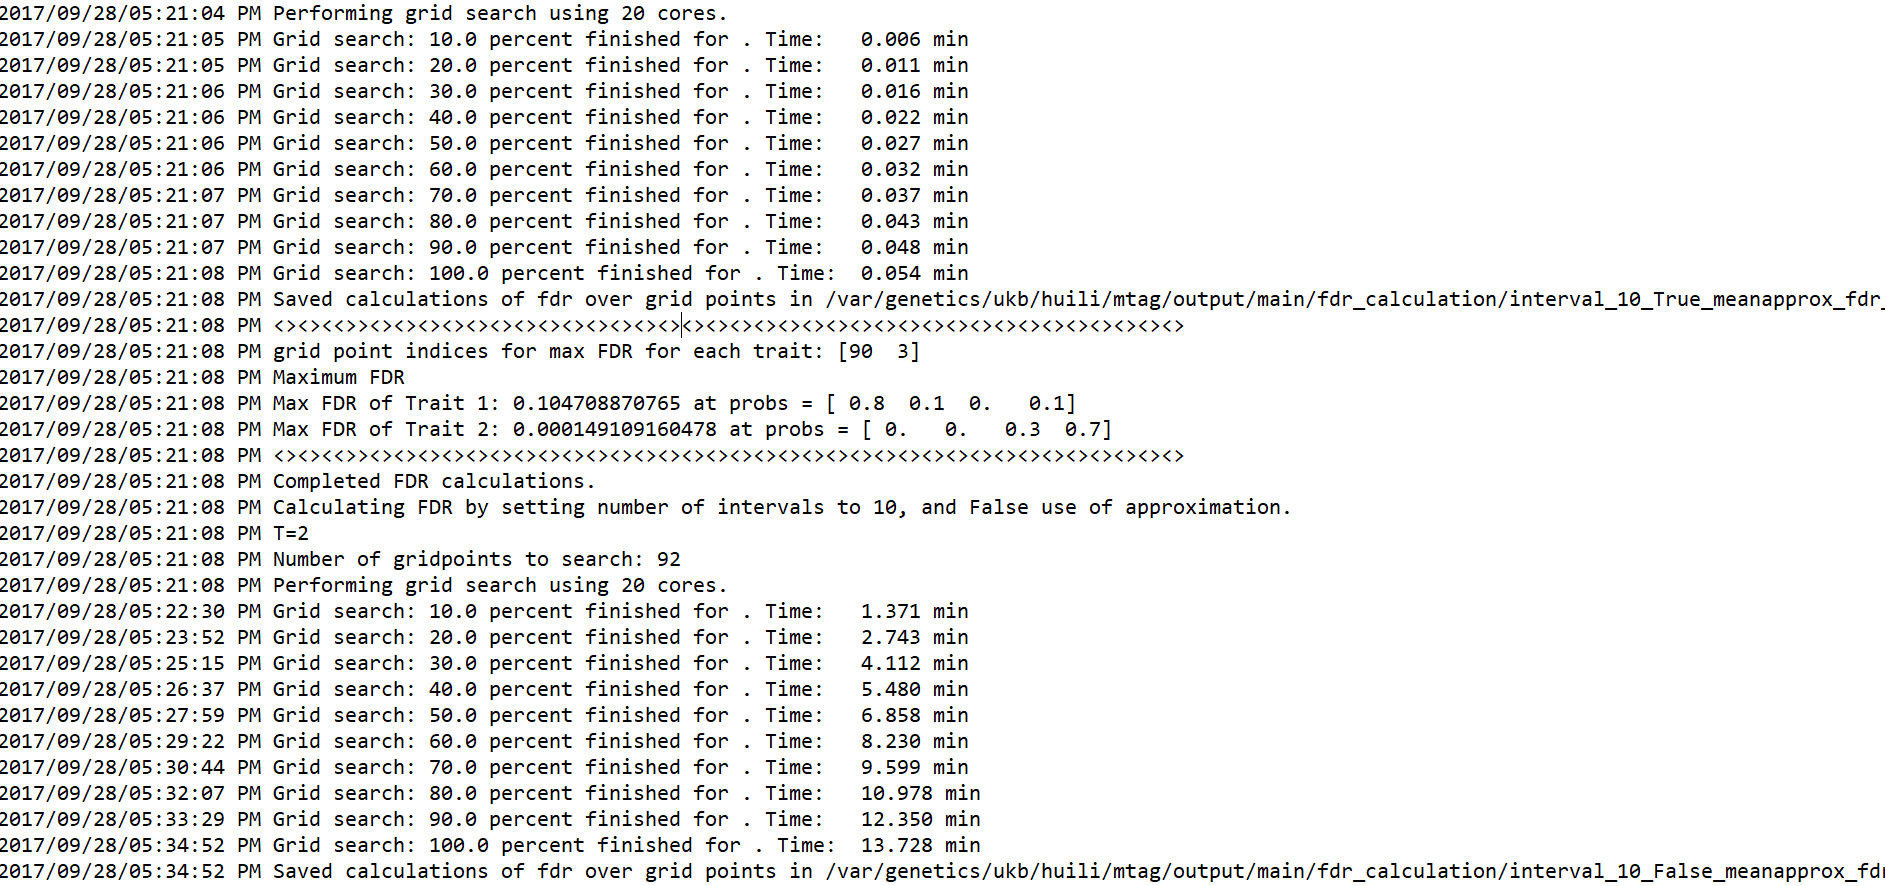 2017/09/28/05:21:04 PM Performing grid search using 20 cores.
2017/09/28/05:21:05 PM Grid search: 10.0 percent finished for . Time:   0.006 min
2017/09/28/05:21:05 PM Grid search: 20.0 percent finished for . Time:   0.011 min
2017/09/28/05:21:06 PM Grid search: 30.0 percent finished for . Time:   0.016 min
2017/09/28/05:21:06 PM Grid search: 40.0 percent finished for . Time:   0.022 min
2017/09/28/05:21:06 PM Grid search: 50.0 percent finished for . Time:   0.027 min
2017/09/28/05:21:06 PM Grid search: 60.0 percent finished for . Time:   0.032 min
2017/09/28/05:21:07 PM Grid search: 70.0 percent finished for . Time:   0.037 min
2017/09/28/05:21:07 PM Grid search: 80.0 percent finished for . Time:   0.043 min
2017/09/28/05:21:07 PM Grid search: 90.0 percent finished for . Time:   0.048 min
2017/09/28/05:21:08 PM Grid search: 100.0 percent finished for . Time:  0.054 min
2017/09/28/05:21:08 PM Saved calculations of fdr over grid points in /var/genetics/ukb/huili/mtag/output/main/fdr_calculation/interval_10_True_meanapprox_fdr_
2017/09/28/05:21:08 PM <><><<>><><><><><><><><><><><><><><><><><><><><><><><><><><><><><><><><><><>
2017/09/28/05:21:08 PM grid point indices for max FDR for each trait: [90  3]
2017/09/28/05:21:08 PM Maximum FDR
2017/09/28/05:21:08 PM Max FDR of Trait 1: 0.104708870765 at probs = [ 0.8  0.1  0.   0.1]
2017/09/28/05:21:08 PM Max FDR of Trait 2: 0.000149109160478 at probs = [ 0.   0.   0.3  0.7]
2017/09/28/05:21:08 PM <><><<>><><><><><><><><><><><><><><><><><><><><><><><><><><><><><><><><><><>
2017/09/28/05:21:08 PM Completed FDR calculations.
2017/09/28/05:21:08 PM Calculating FDR by setting number of intervals to 10, and False use of approximation.
2017/09/28/05:21:08 PM T=2
2017/09/28/05:21:08 PM Number of gridpoints to search: 92
2017/09/28/05:21:08 PM Performing grid search using 20 cores.
2017/09/28/05:22:30 PM Grid search: 10.0 percent finished for . Time:   1.371 min
2017/09/28/05:23:52 PM Grid search: 20.0 percent finished for . Time:   2.743 min
2017/09/28/05:25:15 PM Grid search: 30.0 percent finished for . Time:   4.112 min
2017/09/28/05:26:37 PM Grid search: 40.0 percent finished for . Time:   5.480 min
2017/09/28/05:27:59 PM Grid search: 50.0 percent finished for . Time:   6.858 min
2017/09/28/05:29:22 PM Grid search: 60.0 percent finished for . Time:   8.230 min
2017/09/28/05:30:44 PM Grid search: 70.0 percent finished for . Time:   9.599 min
2017/09/28/05:32:07 PM Grid search: 80.0 percent finished for . Time:   10.978 min
2017/09/28/05:33:29 PM Grid search: 90.0 percent finished for . Time:   12.350 min
2017/09/28/05:34:52 PM Grid search: 100.0 percent finished for . Time:  13.728 min
2017/09/28/05:34:52 PM Saved calculations of fdr over grid points in /var/genetics/ukb/huili/mtag/output/main/fdr_calculation/interval_10_False_meanapprox_fdr